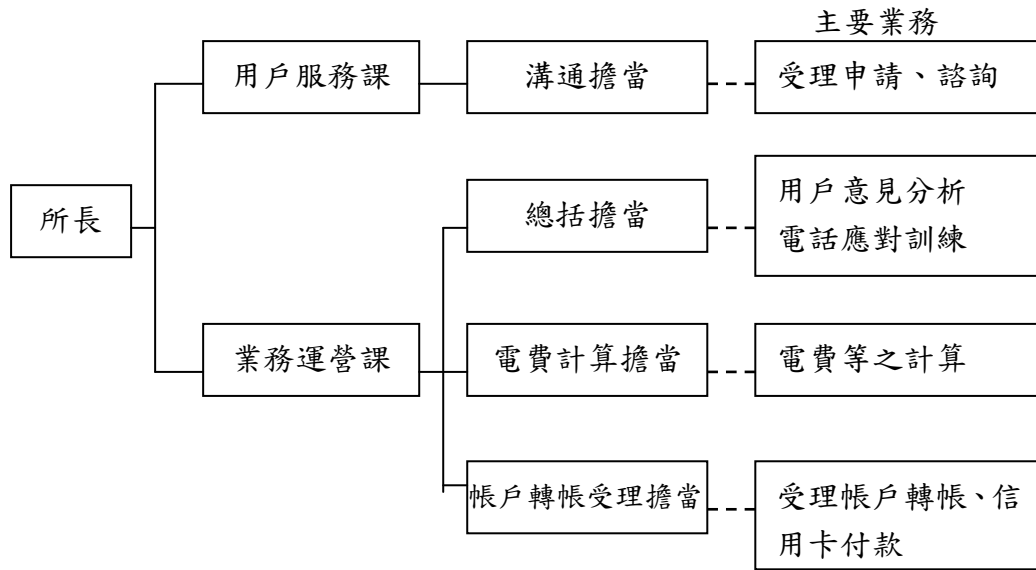 主要業務
用戶服務課
溝通擔當
受理申請、諮詢
所長
總括擔當
用戶意見分析
電話應對訓練
業務運營課
電費計算擔當
電費等之計算
帳戶轉帳受理擔當
受理帳戶轉帳、信
用卡付款